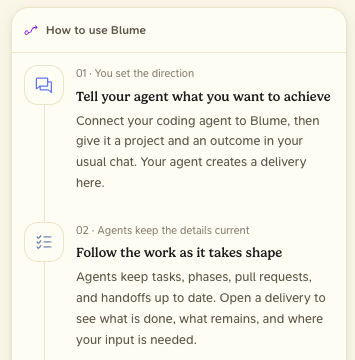 How to use Blume
01 · You set the direction
Tell your agent what you want to achieve
Connect your coding agent to Blume, then
give it a project and an outcome in your
usual chat. Your agent creates a delivery
here.
02 · Agents keep the details current
Follow the work as it takes shape
Agents keep tasks, phases, pull requests,
and handoffs up to date. Open a delivery to
see what is done, what remains, and where
your input is needed.